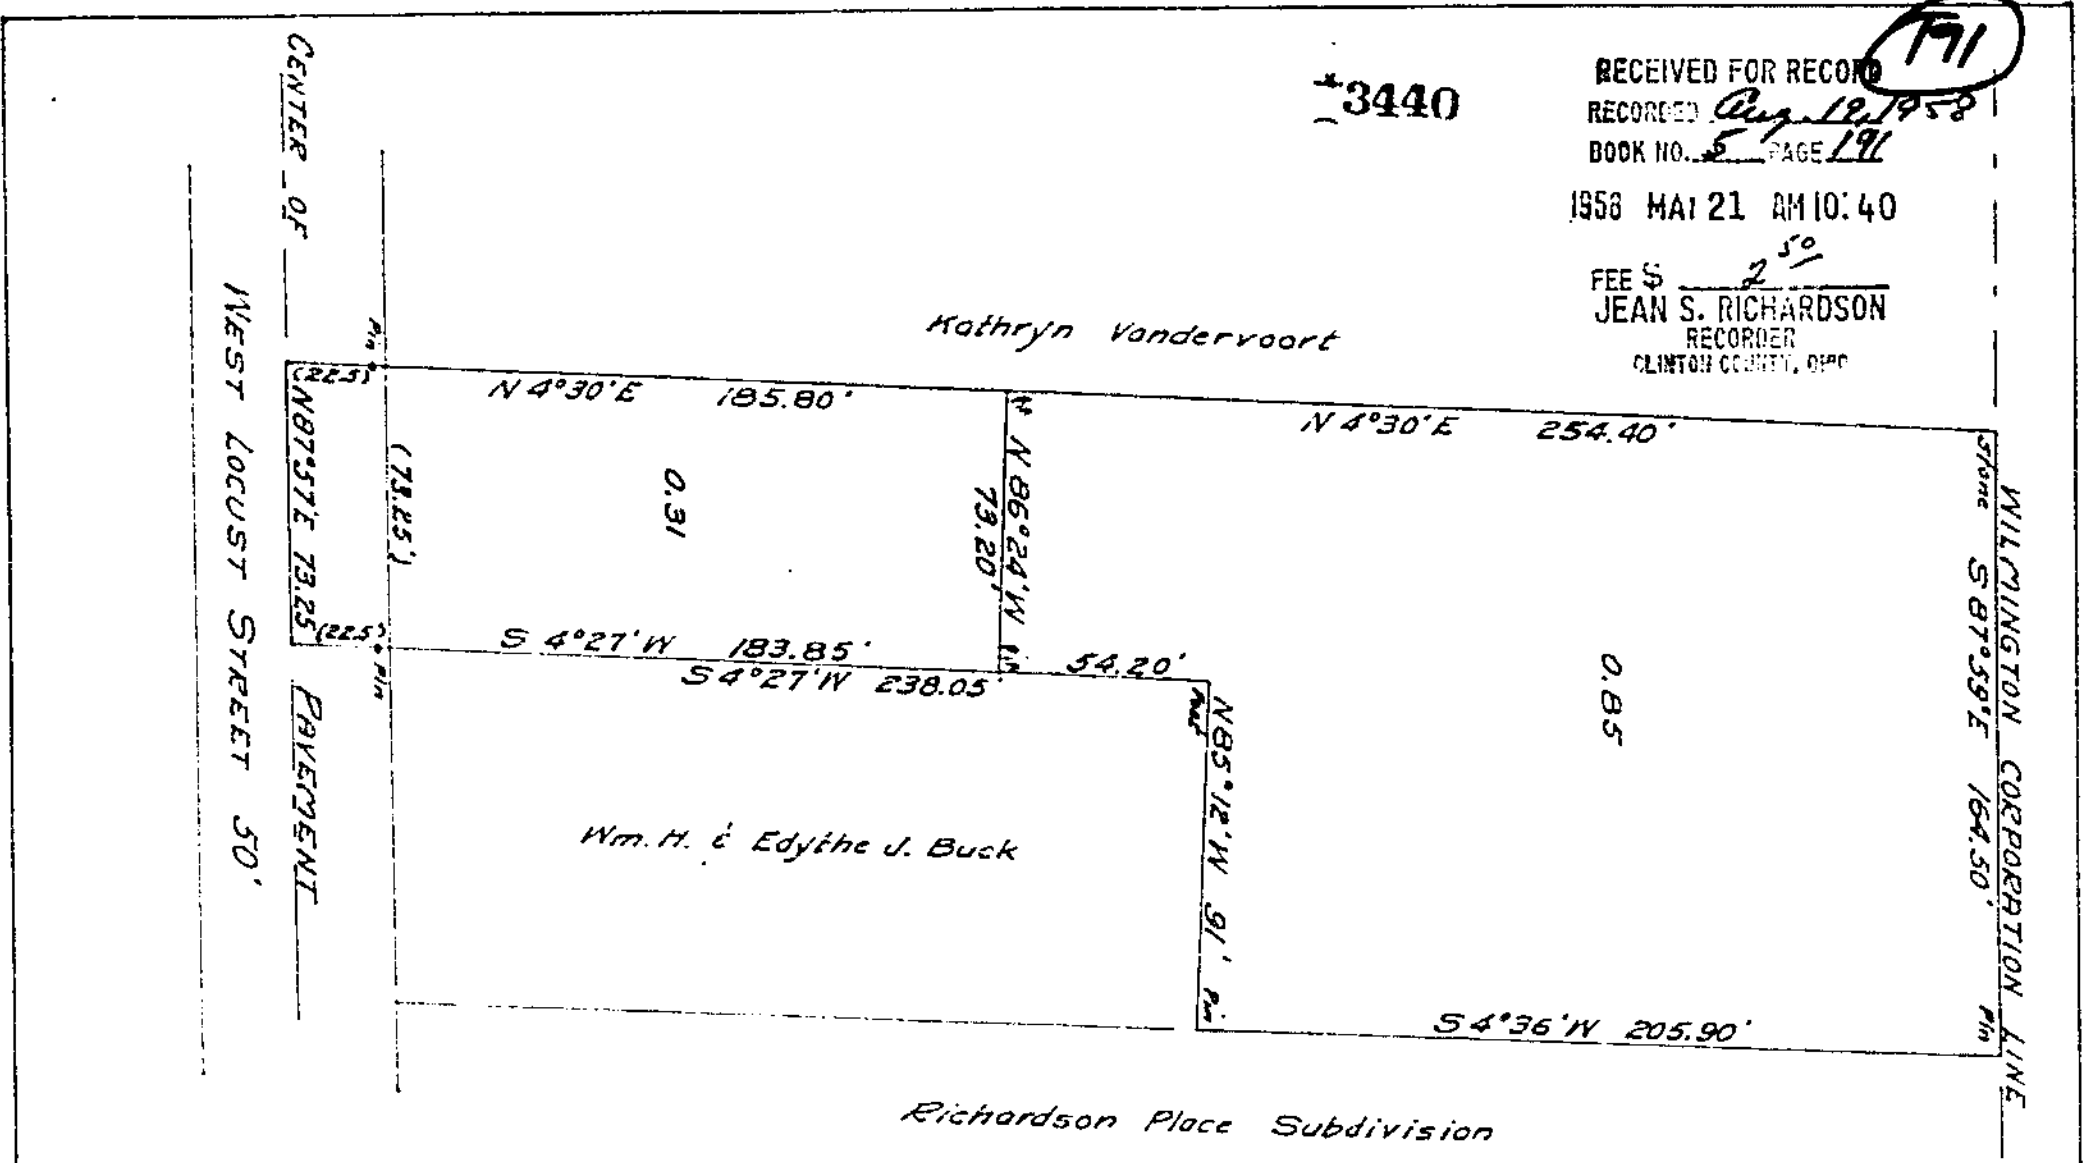 191
*3440
RECEIVED FOR RECORD
RECORDED Aug. 19, 1958
BOOK NO. 5 PAGE 191
1958 MAY 21 AM 10:40
FEE $ 2 50
JEAN S. RICHARDSON
RECORDER
CLINTON COUNTY, OHIO
CENTER OF
PAVEMENT
WEST LOCUST STREET 50'
Kathryn Vandervoort
Pin
(22.5)
N 4°30'E 185.80'
N 4°30'E 254.40'
N87°57'E 73.25
(73.25')
0.31
N 86°24'W
73.20'
Stone
S 87°59'E 164.50'
WILMINGTON CORPORATION LINE
(22.5)
Pin
S 4°27'W 183.85'
54.20'
S 4°27'W 238.05'
0.85
Post
N85°12'W 91'
Pin
Wm. H. & Edythe J. Buck
S 4°36'W 205.90'
Pin
Richardson Place Subdivision